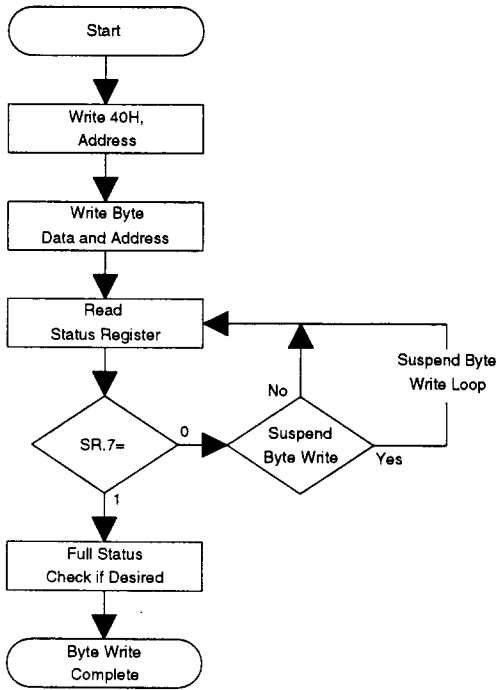 Start
Write 40H,
Address
Write Byte
Data and Address
Read
Status Register
Suspend Byte
Write Loop
No
0
SR.7=
Suspend
Byte Write
Yes
1
Full Status
Check if Desired
Byte Write
Complete